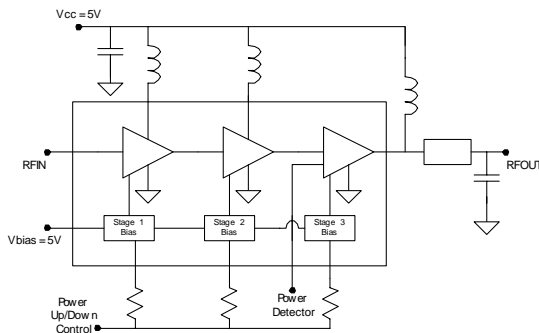 Vcc = 5V
RFIN
RFOUT
Stage 1
Bias
Stage 2
Bias
Stage 3
Bias
Vbias = 5V
Power
Up/Down
Control
Power
Detector